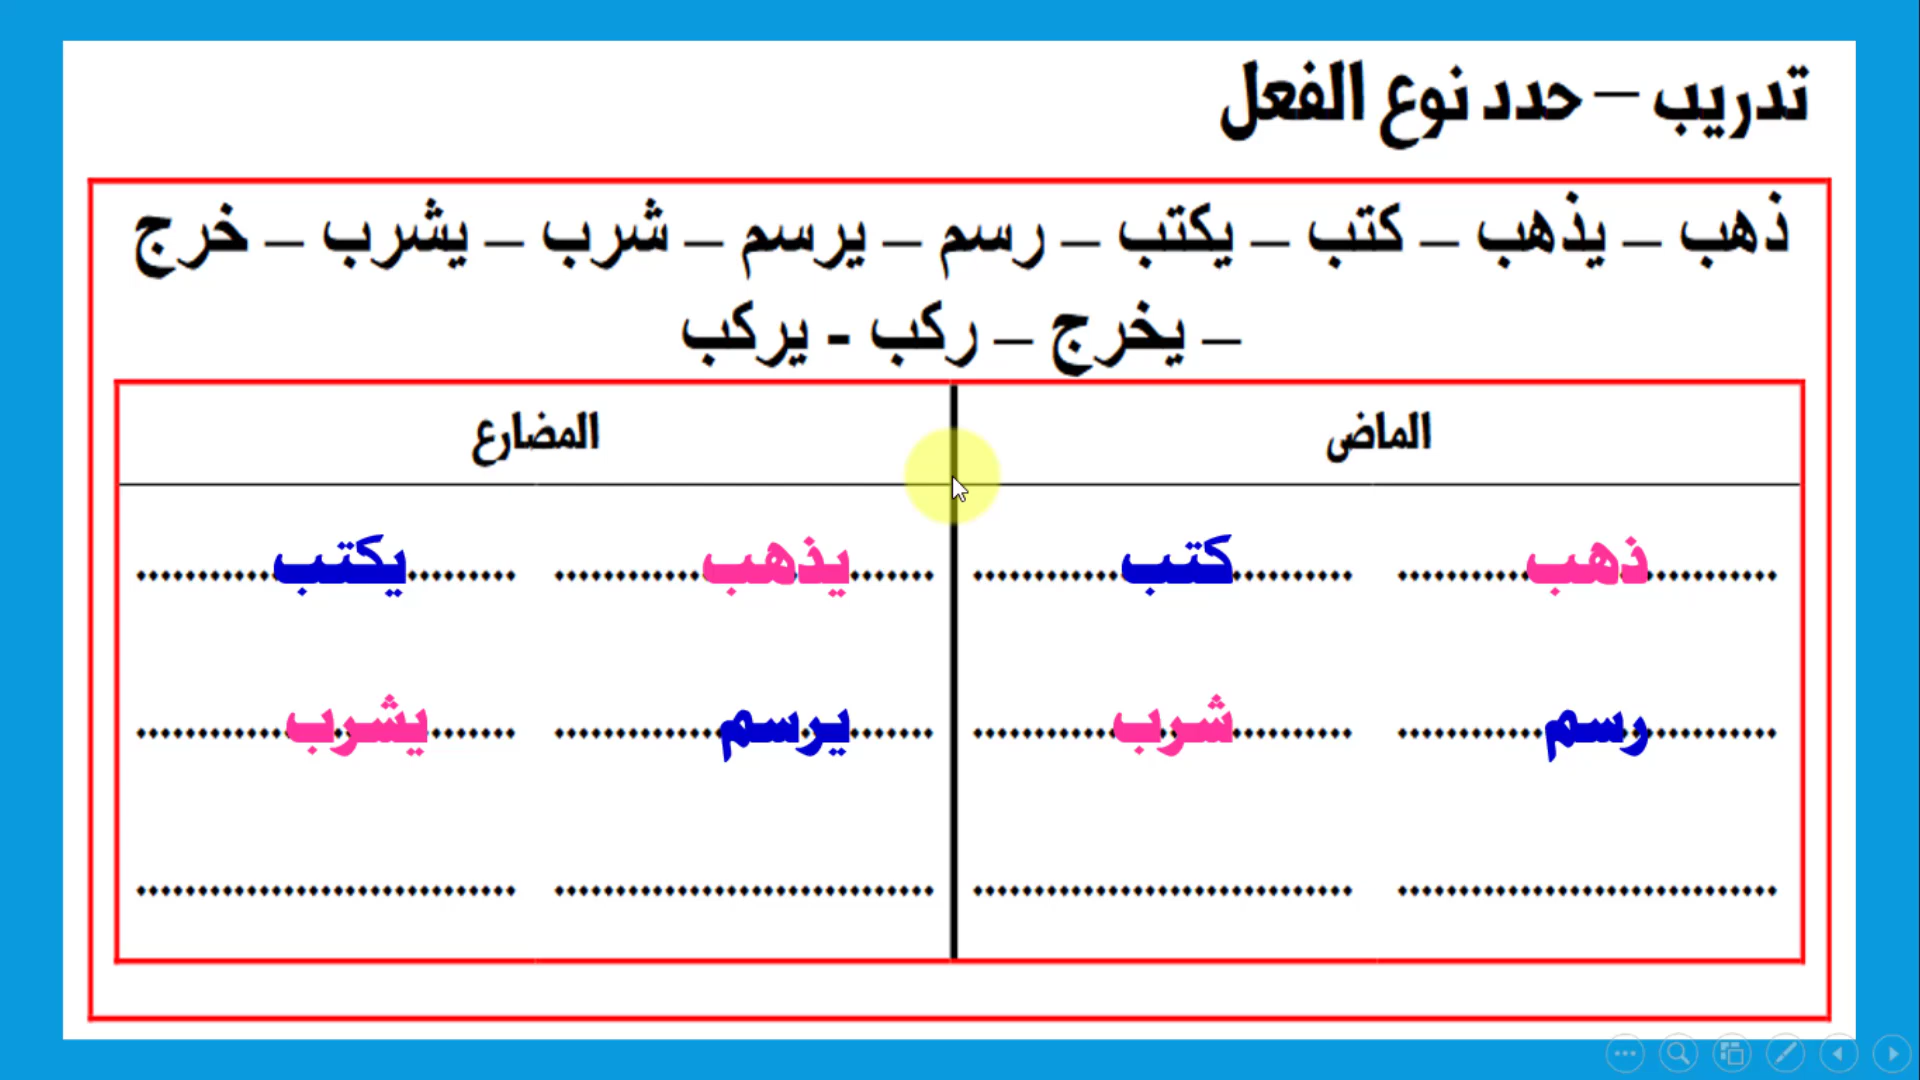 تدريب – حدد نوع الفعل
ذهب – يذهب – كتب – يكتب – رسم – يرسم – شرب – يشرب – خرج
– يخرج – ركب - يركب
الماضى المضارع
ذهب كتب يذهب يكتب
رسم شرب يرسم يشرب